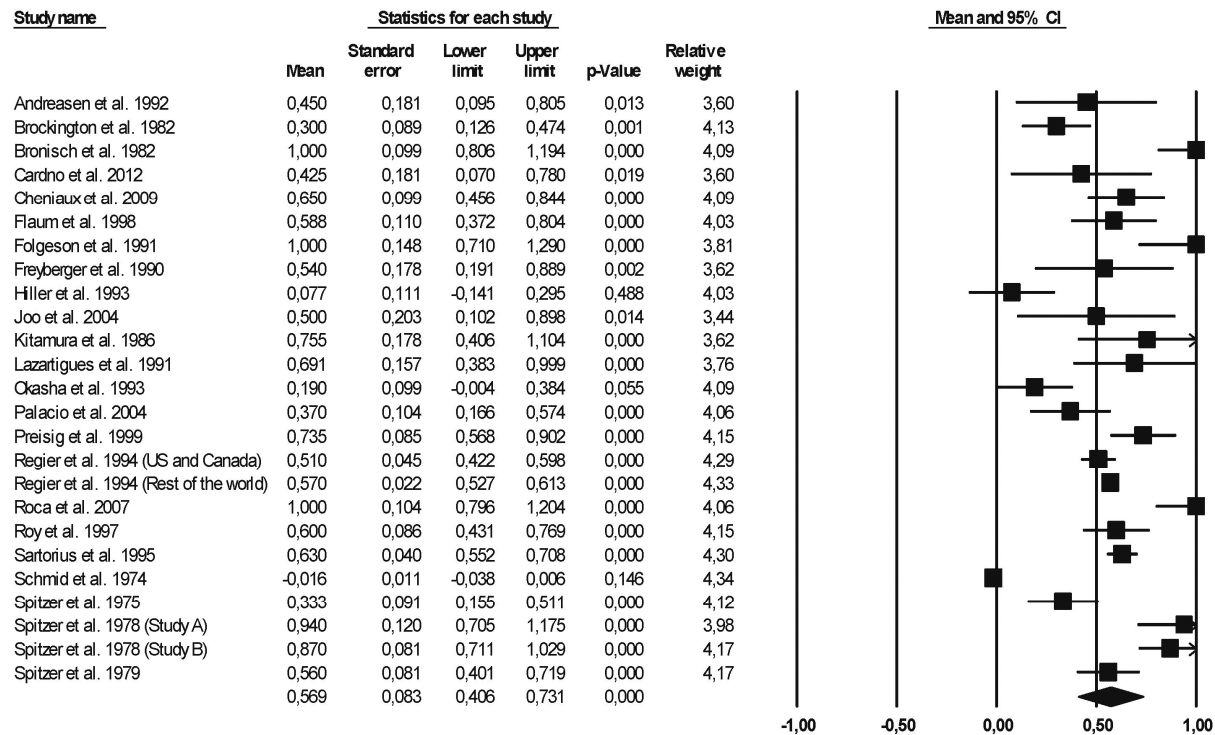 Study name Statistics for each study Mean and 95% CI
Mean Standard error Lower limit Upper limit p-Value Relative weight
Andreasen et al. 1992 0,450 0,181 0,095 0,805 0,013 3,60
Brockington et al. 1982 0,300 0,089 0,126 0,474 0,001 4,13
Bronisch et al. 1982 1,000 0,099 0,806 1,194 0,000 4,09
Cardno et al. 2012 0,425 0,181 0,070 0,780 0,019 3,60
Cheniaux et al. 2009 0,650 0,099 0,456 0,844 0,000 4,09
Flaum et al. 1998 0,588 0,110 0,372 0,804 0,000 4,03
Folgeson et al. 1991 1,000 0,148 0,710 1,290 0,000 3,81
Freyberger et al. 1990 0,540 0,178 0,191 0,889 0,002 3,62
Hiller et al. 1993 0,077 0,111 -0,141 0,295 0,488 4,03
Joo et al. 2004 0,500 0,203 0,102 0,898 0,014 3,44
Kitamura et al. 1986 0,755 0,178 0,406 1,104 0,000 3,62
Lazartigues et al. 1991 0,691 0,157 0,383 0,999 0,000 3,76
Okasha et al. 1993 0,190 0,099 -0,004 0,384 0,055 4,09
Palacio et al. 2004 0,370 0,104 0,166 0,574 0,000 4,06
Preisig et al. 1999 0,735 0,085 0,568 0,902 0,000 4,15
Regier et al. 1994 (US and Canada) 0,510 0,045 0,422 0,598 0,000 4,29
Regier et al. 1994 (Rest of the world) 0,570 0,022 0,527 0,613 0,000 4,33
Roca et al. 2007 1,000 0,104 0,796 1,204 0,000 4,06
Roy et al. 1997 0,600 0,086 0,431 0,769 0,000 4,15
Sartorius et al. 1995 0,630 0,040 0,552 0,708 0,000 4,30
Schmid et al. 1974 -0,016 0,011 -0,038 0,006 0,146 4,34
Spitzer et al. 1975 0,333 0,091 0,155 0,511 0,000 4,12
Spitzer et al. 1978 (Study A) 0,940 0,120 0,705 1,175 0,000 3,98
Spitzer et al. 1978 (Study B) 0,870 0,081 0,711 1,029 0,000 4,17
Spitzer et al. 1979 0,560 0,081 0,401 0,719 0,000 4,17
0,569 0,083 0,406 0,731 0,000
-1,00 -0,50 0,00 0,50 1,00